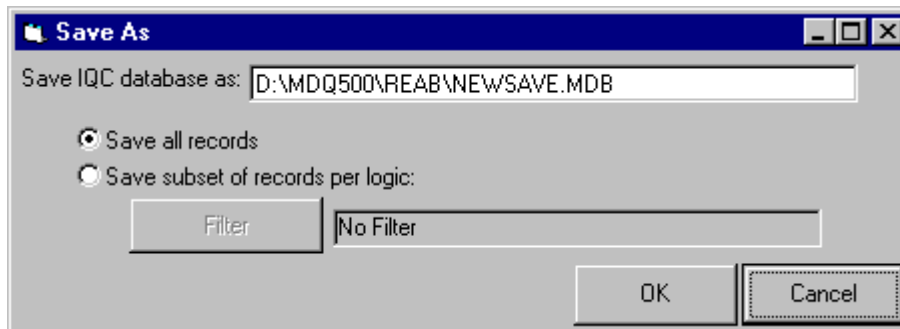 Save As
Save IQC database as: D:\MDQ500\REAB\NEWSAVE.MDB
Save all records
Save subset of records per logic:
Filter No Filter
OK Cancel